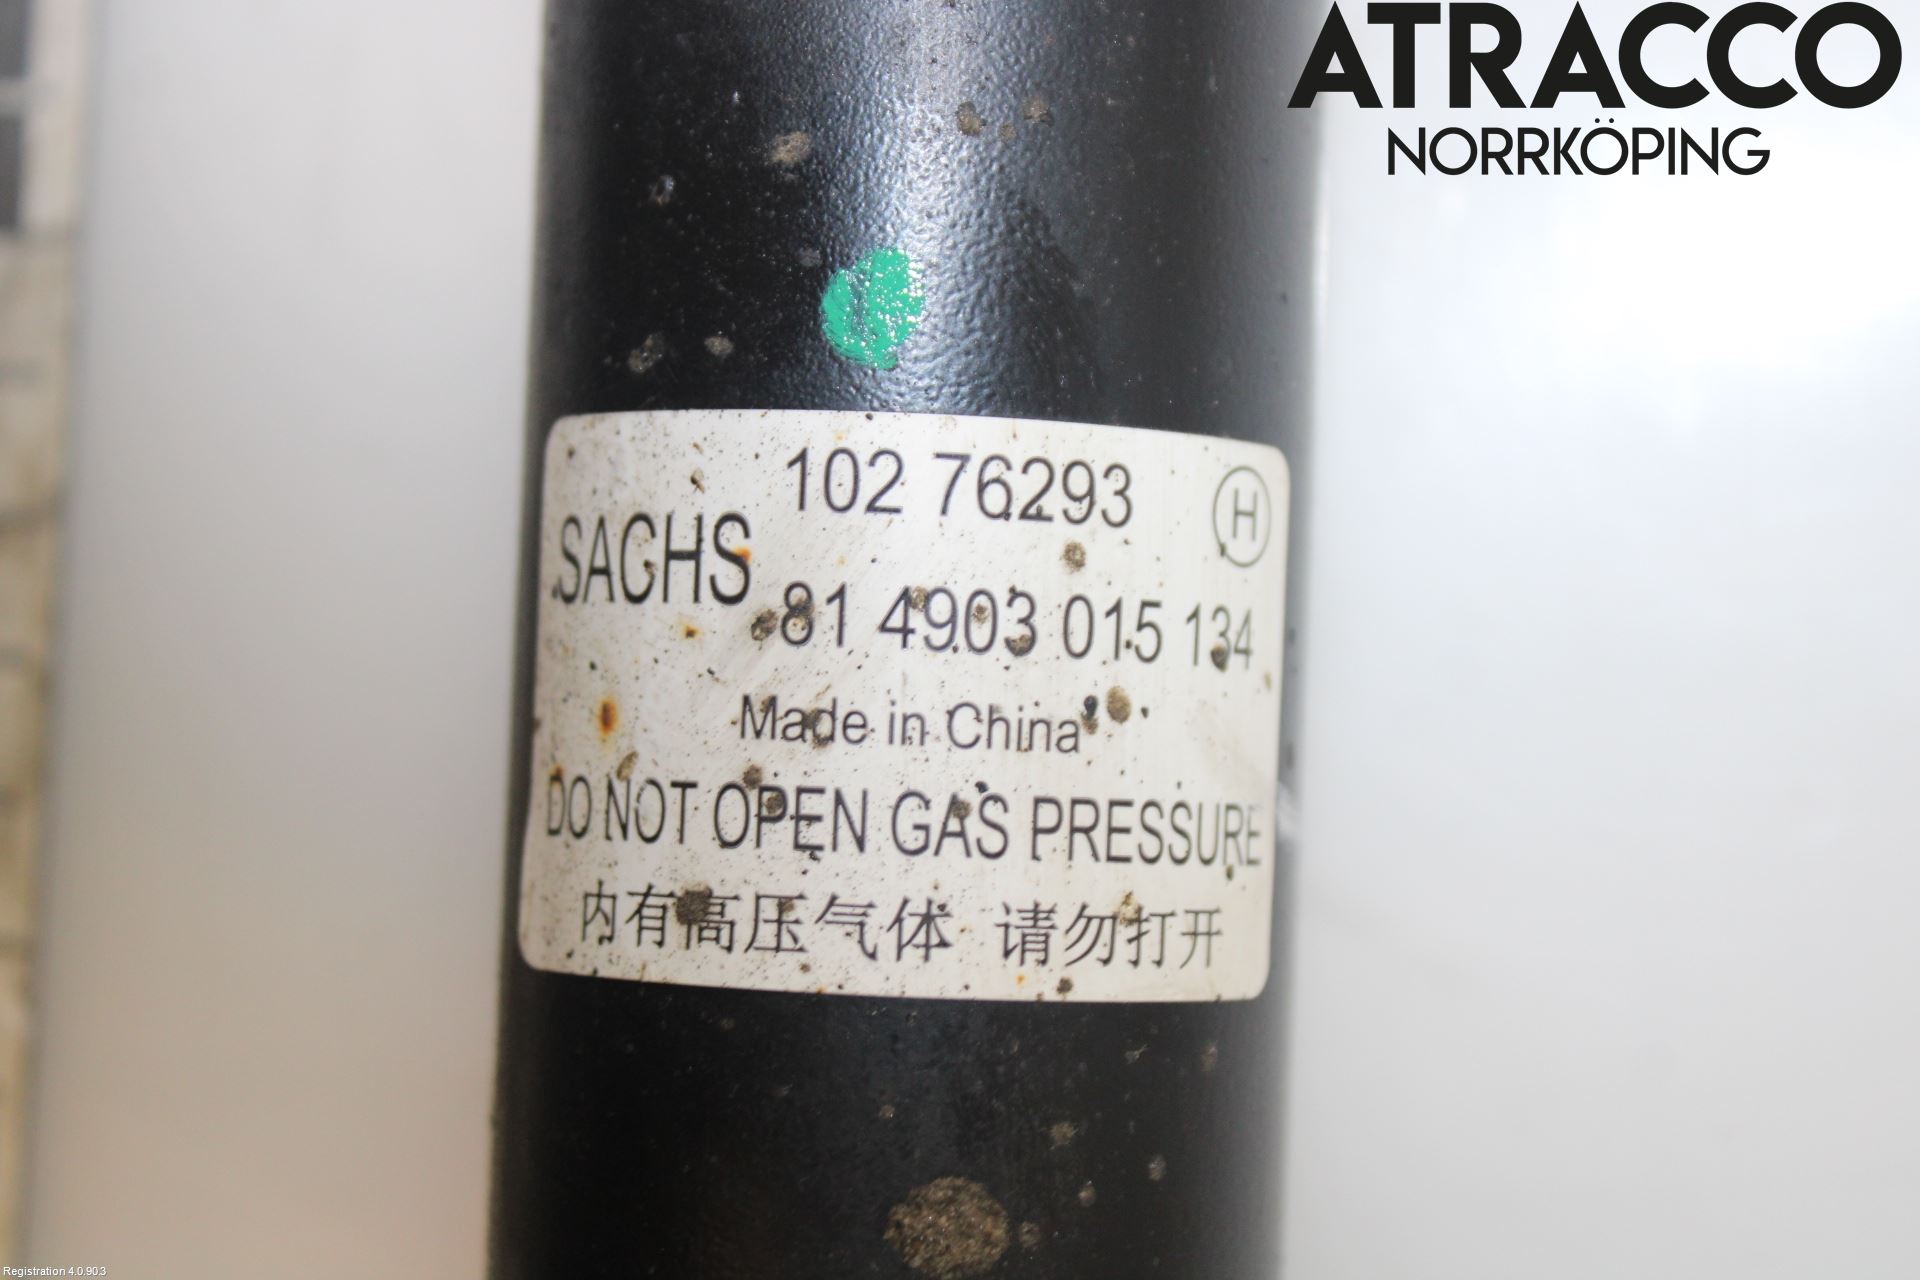 ATRACCO
NORRKÖPING
102 76293
H
SACHS
81 4903 015 134
Made in China
DO NOT OPEN GAS PRESSURE
内有高压气体 请勿打开
Registration 4.0.90.3